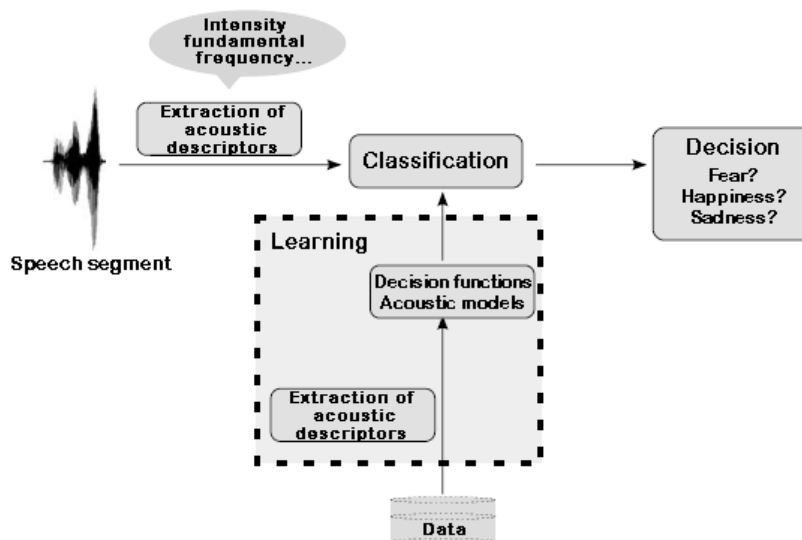 Intensity
fundamental
frequency...
Extraction of
acoustic
descriptors
Classification
Decision
Fear?
Happiness?
Sadness?
Speech segment
Learning
Decision functions
Acoustic models
Extraction of
acoustic
descriptors
Data